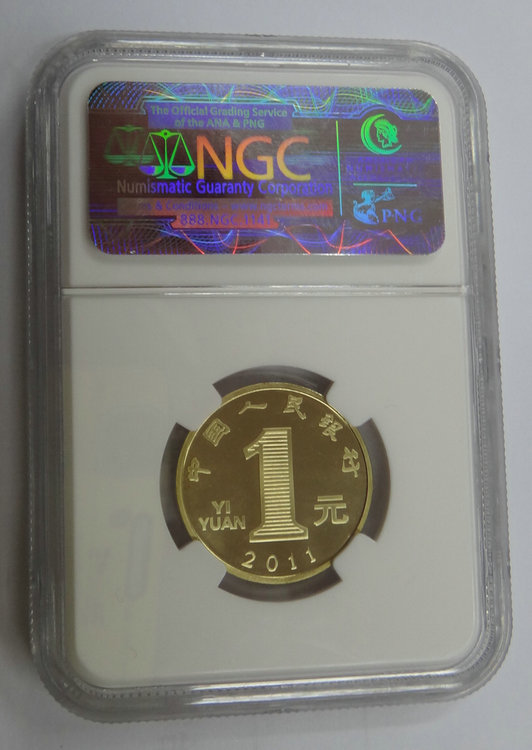 The Official Grading Service
of the ANA & PNG
NGC
Numismatic Guaranty Corporation
888-NGC-1141
PNG
中国人民银行
YI
YUAN
1
元
2011